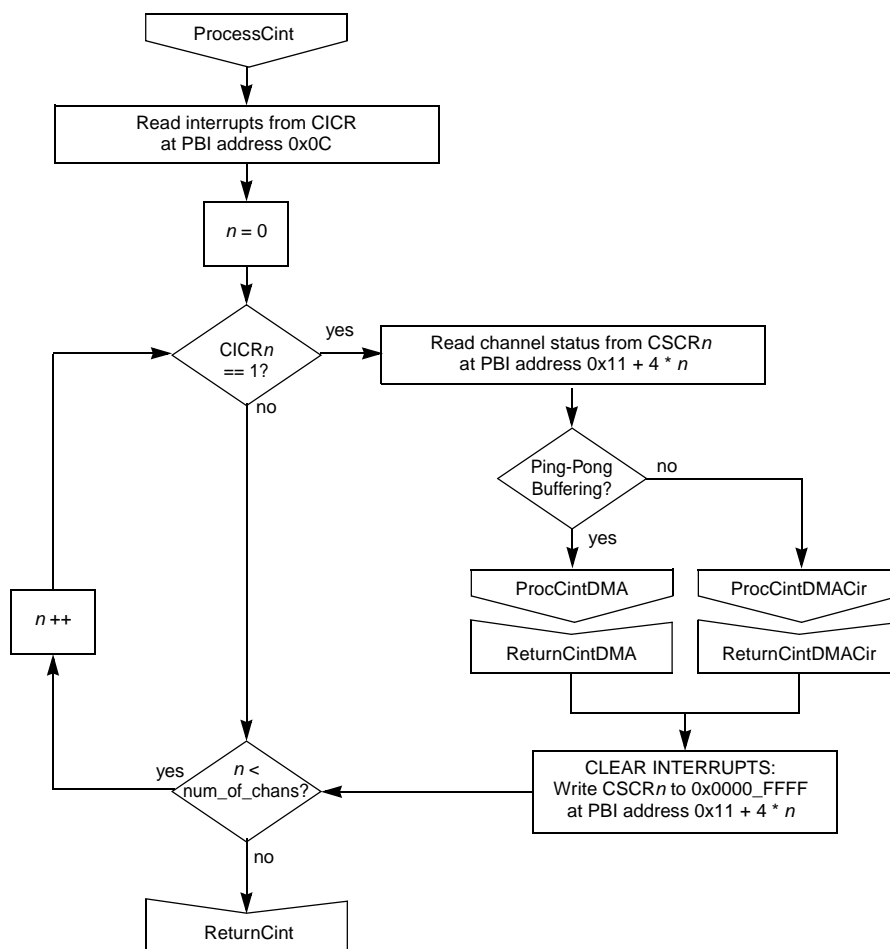 ProcessCint
Read interrupts from CICR
at PBI address 0x0C
n = 0
CICRn
== 1?
yes
no
Read channel status from CSCRn
at PBI address 0x11 + 4 * n
Ping-Pong
Buffering?
no
yes
ProcCintDMA
ProcCintDMACir
n ++
ReturnCintDMA
ReturnCintDMACir
CLEAR INTERRUPTS:
Write CSCRn to 0x0000_FFFF
at PBI address 0x11 + 4 * n
yes
n <
num_of_chans?
no
ReturnCint